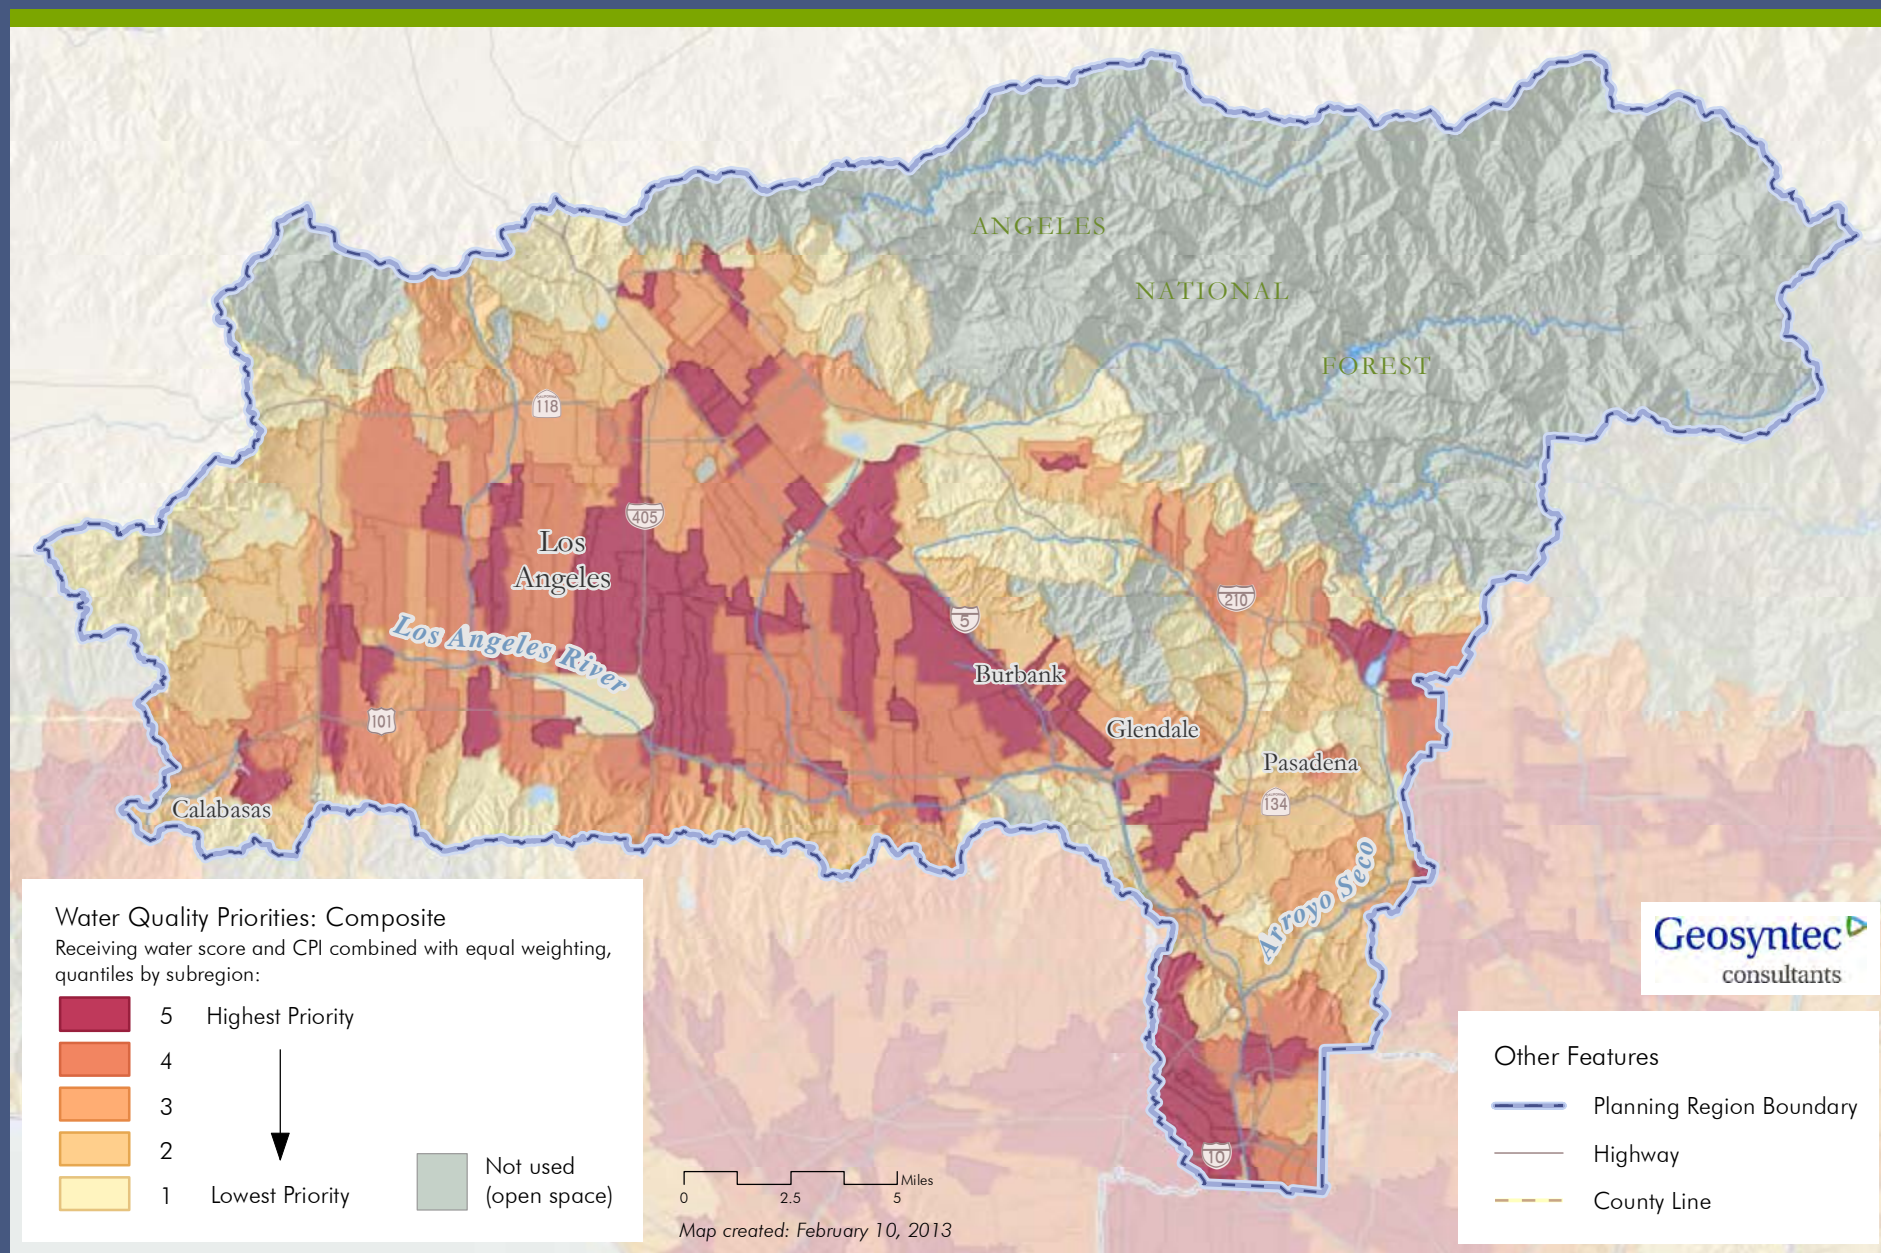 ANGELES
NATIONAL
FOREST
118
405
Los
Angeles
Los Angeles River
210
5
Burbank
101
Glendale
Pasadena
134
Calabasas
Arroyo Seco
10
Water Quality Priorities: Composite
Receiving water score and CPI combined with equal weighting,
quantiles by subregion:
5 Highest Priority
4
3
2
1 Lowest Priority
Not used
(open space)
0 2.5 5 Miles
Map created: February 10, 2013
Geosyntec
consultants
Other Features
Planning Region Boundary
Highway
County Line